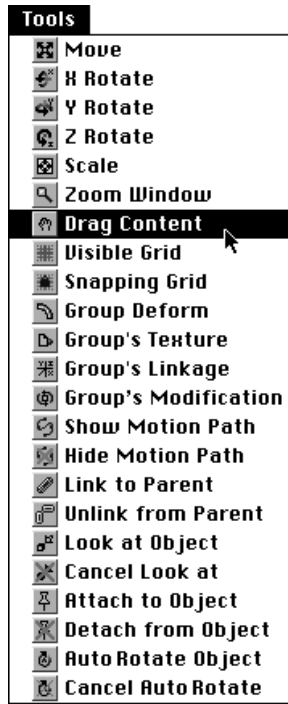 Tools
Move
X Rotate
Y Rotate
Z Rotate
Scale
Zoom Window
Drag Content
Visible Grid
Snapping Grid
Group Deform
Group's Texture
Group's Linkage
Group's Modification
Show Motion Path
Hide Motion Path
Link to Parent
Unlink from Parent
Look at Object
Cancel Look at
Attach to Object
Detach from Object
Auto Rotate Object
Cancel Auto Rotate